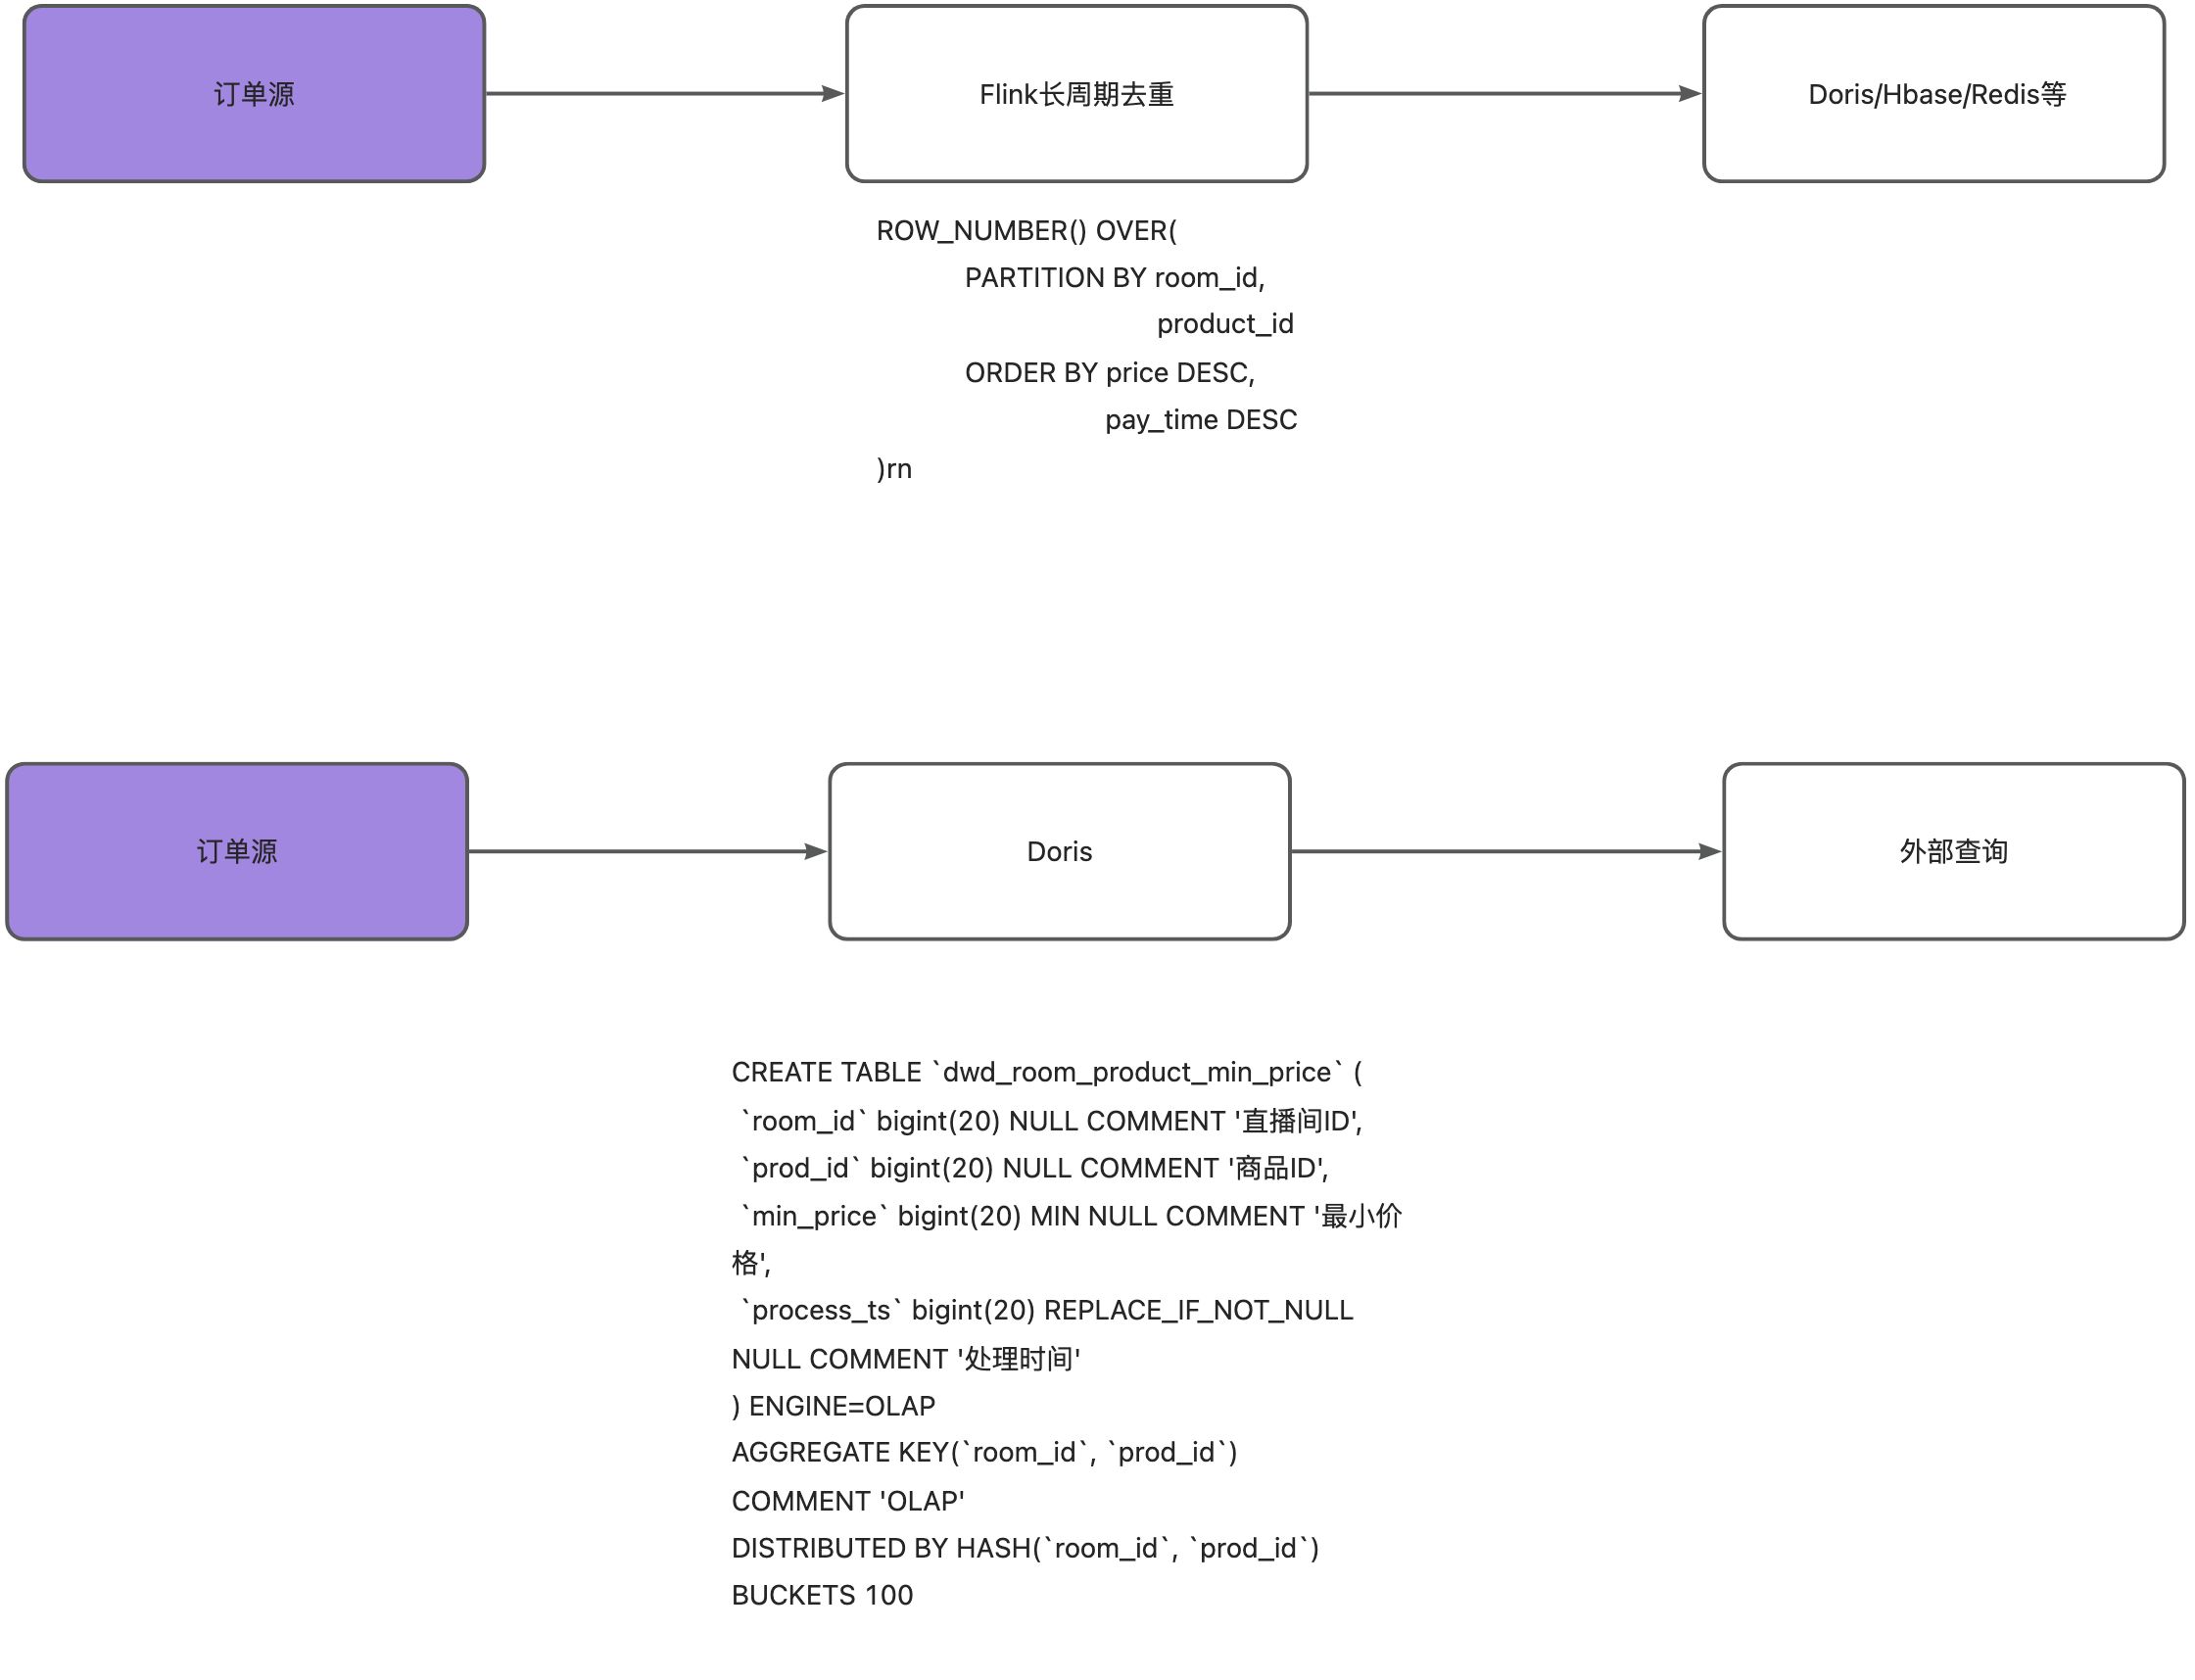 订单源
Flink长周期去重
Doris/Hbase/Redis等
ROW_NUMBER() OVER(
PARTITION BY room_id,
product_id
ORDER BY price DESC,
pay_time DESC
)rn
订单源
Doris
外部查询
CREATE TABLE `dwd_room_product_min_price` (
`room_id` bigint(20) NULL COMMENT '直播间ID',
`prod_id` bigint(20) NULL COMMENT '商品ID',
`min_price` bigint(20) MIN NULL COMMENT '最小价
格',
`process_ts` bigint(20) REPLACE_IF_NOT_NULL
NULL COMMENT '处理时间'
) ENGINE=OLAP
AGGREGATE KEY(`room_id`, `prod_id`)
COMMENT 'OLAP'
DISTRIBUTED BY HASH(`room_id`, `prod_id`)
BUCKETS 100